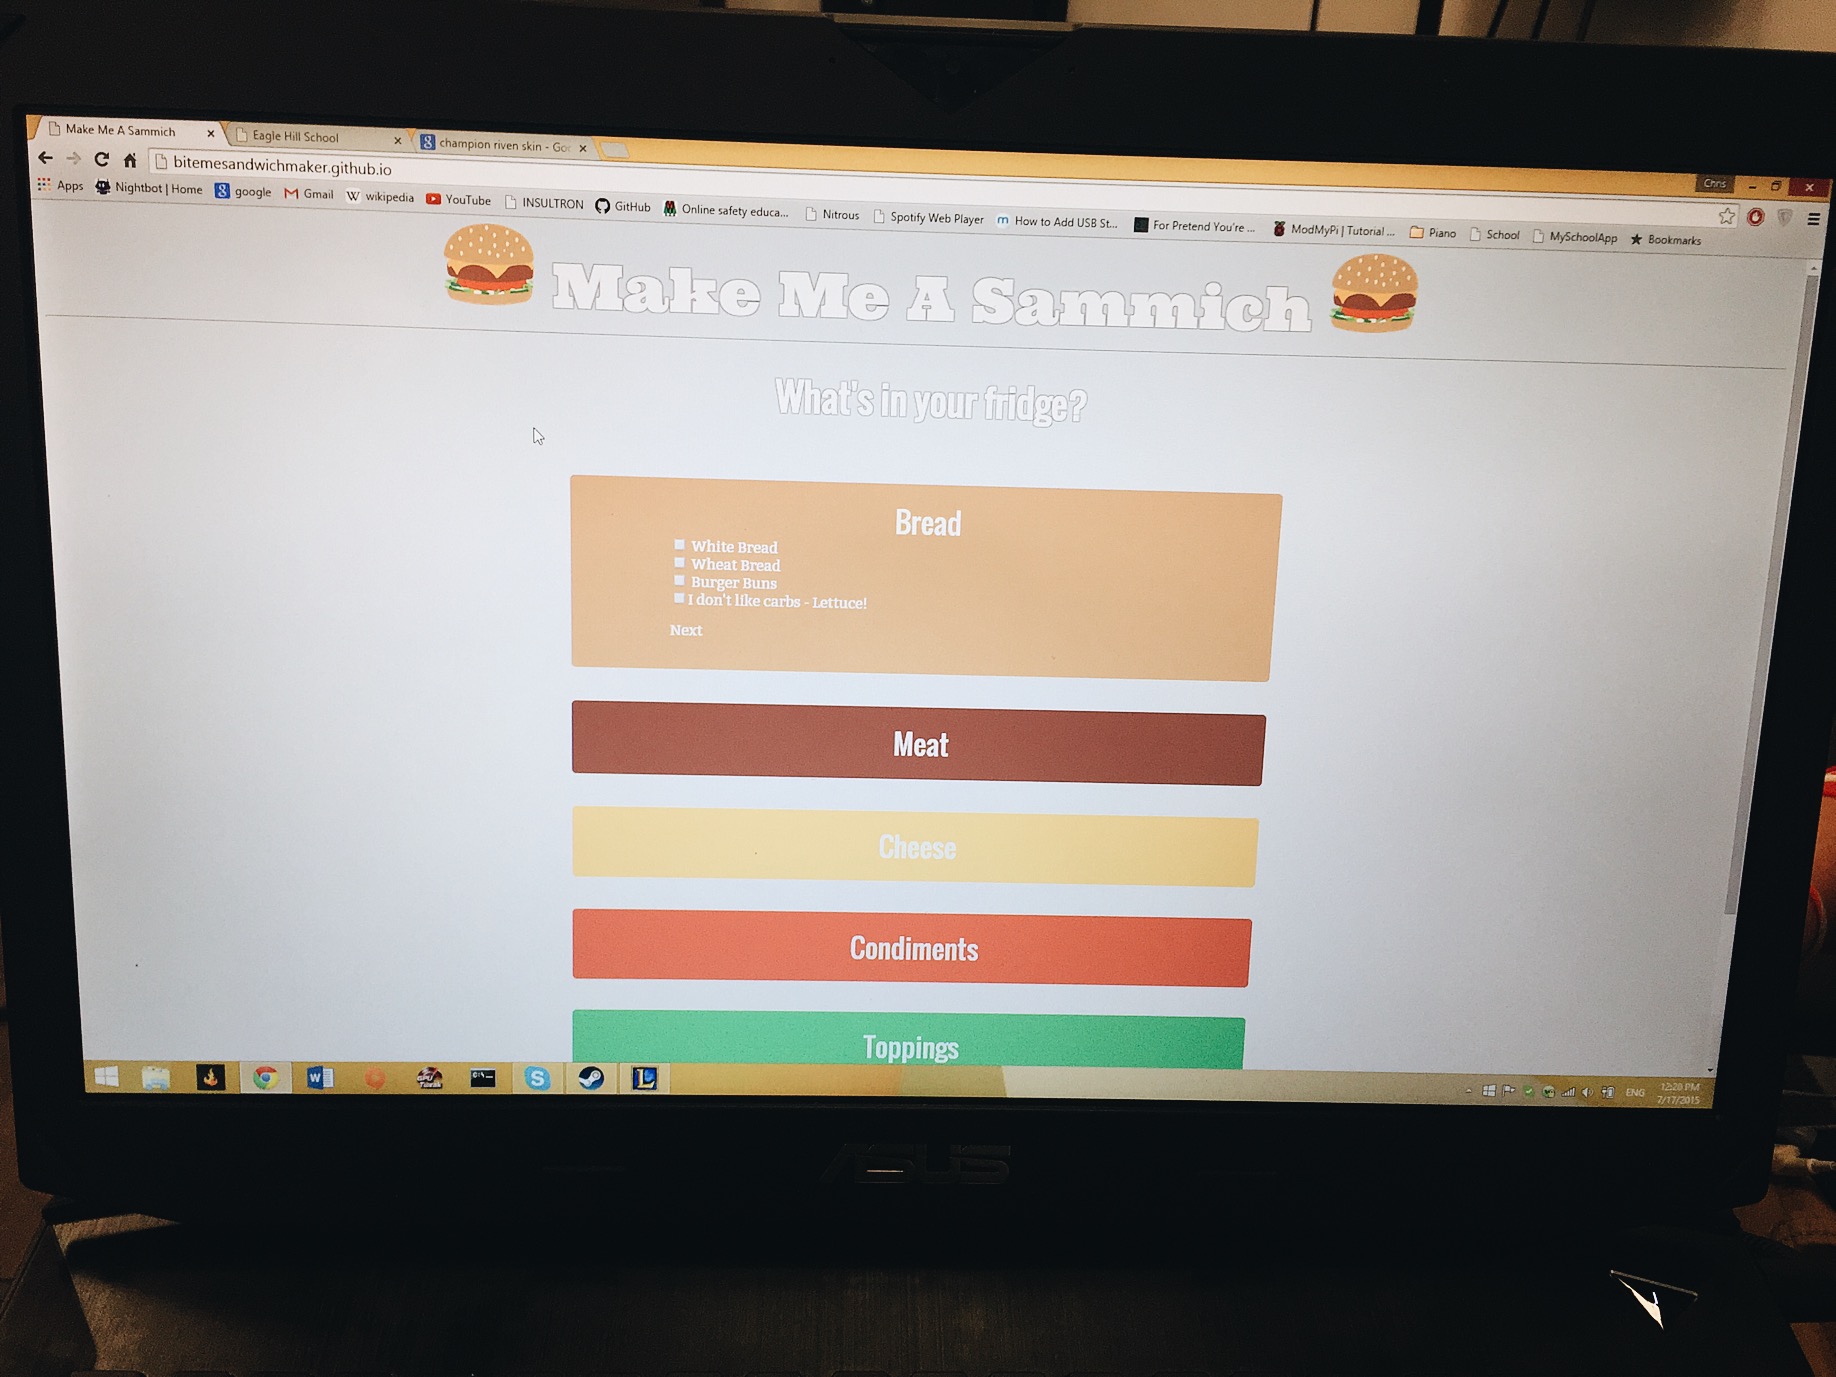 Make Me A Sammich
Eagle Hill School
champion riven skin - Goo
Chris
bitemesandwichmaker.github.io
Apps Nightbot | Home google Gmail wikipedia YouTube INSULTRON GitHub Online safety educa... Nitrous Spotify Web Player How to Add USB St... For Pretend You're ... ModMyPi | Tutorial ... Piano School MySchoolApp Bookmarks
Make Me A Sammich
What's in your fridge?
Bread
White Bread
Wheat Bread
Burger Buns
I don't like carbs - Lettuce!
Next
Meat
Cheese
Condiments
Toppings
ENG
12:20 PM
7/17/2015
ASUS